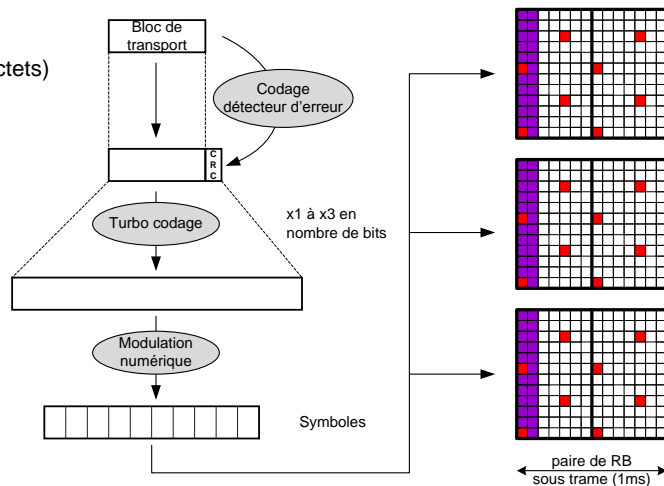 Bloc de
transport
ctets)
Codage
détecteur d'erreur
C
R
C
Turbo codage
x1 à x3 en
nombre de bits
Modulation
numérique
Symboles
paire de RB
sous trame (1ms)